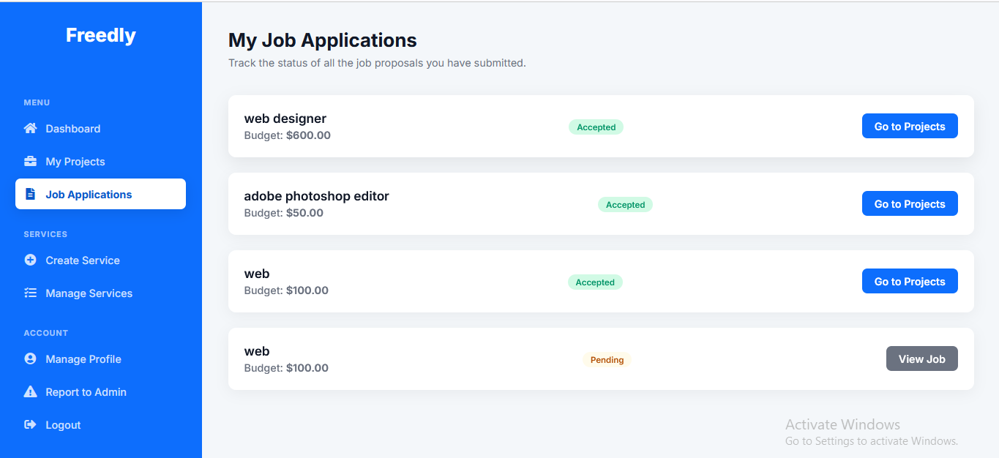 Freedly
MENU
Dashboard
My Projects
Job Applications
SERVICES
Create Service
Manage Services
ACCOUNT
Manage Profile
Report to Admin
Logout
My Job Applications
Track the status of all the job proposals you have submitted.
web designer
Budget: $600.00
Accepted
Go to Projects
adobe photoshop editor
Budget: $50.00
Accepted
Go to Projects
web
Budget: $100.00
Accepted
Go to Projects
web
Budget: $100.00
Pending
View Job
Activate Windows
Go to Settings to activate Windows.